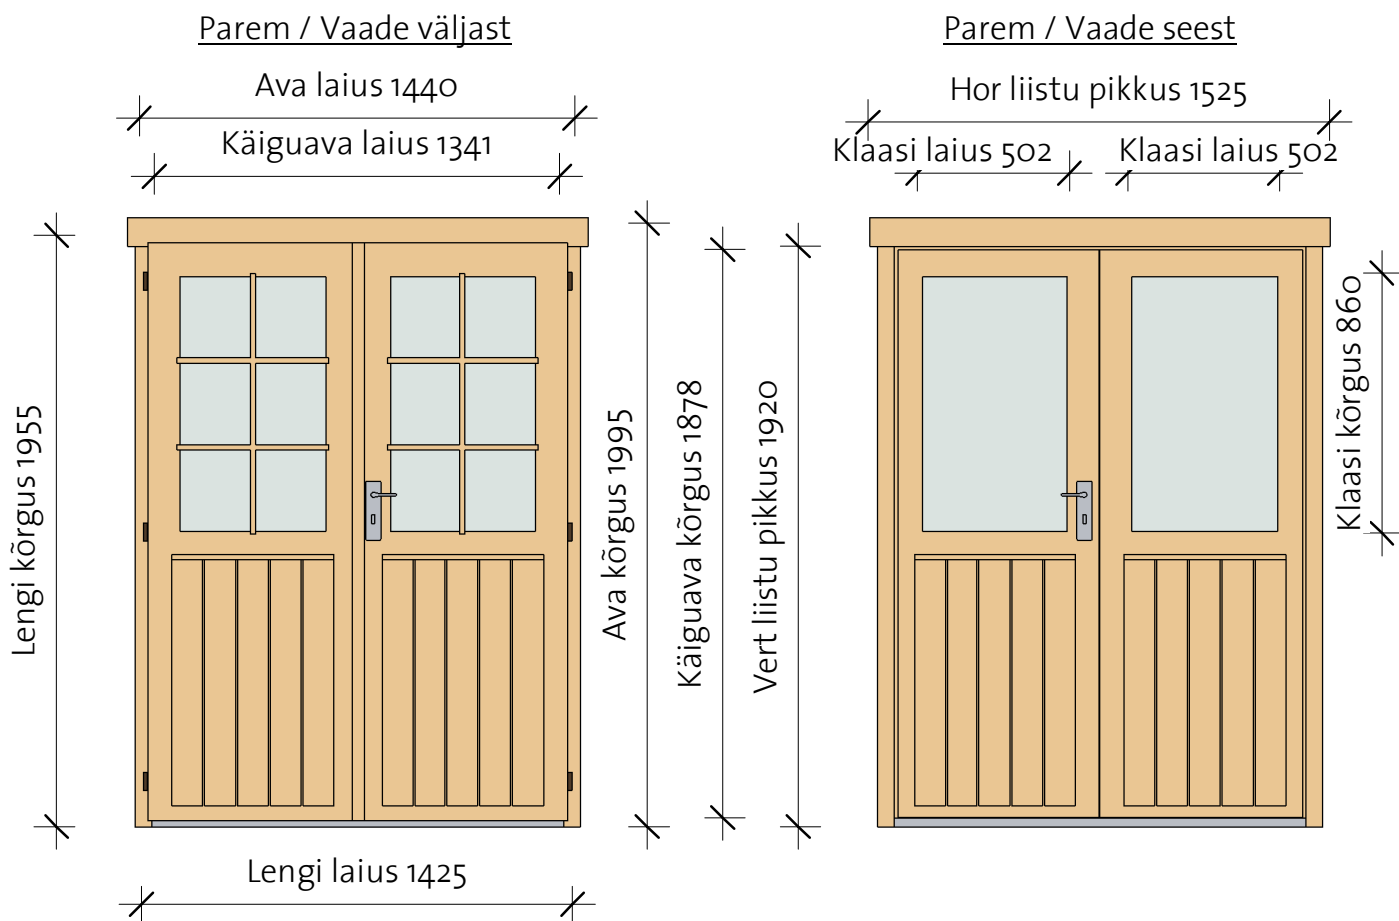 Parem / Vaade väljast
Ava laius 1440
Käiguava laius 1341
Lengi kõrgus 1955
Ava kõrgus 1995
Käiguava kõrgus 1878
Lengi laius 1425
Parem / Vaade seest
Hor liistu pikkus 1525
Klaasi laius 502
Klaasi laius 502
Vert liistu pikkus 1920
Klaasi kõrgus 860